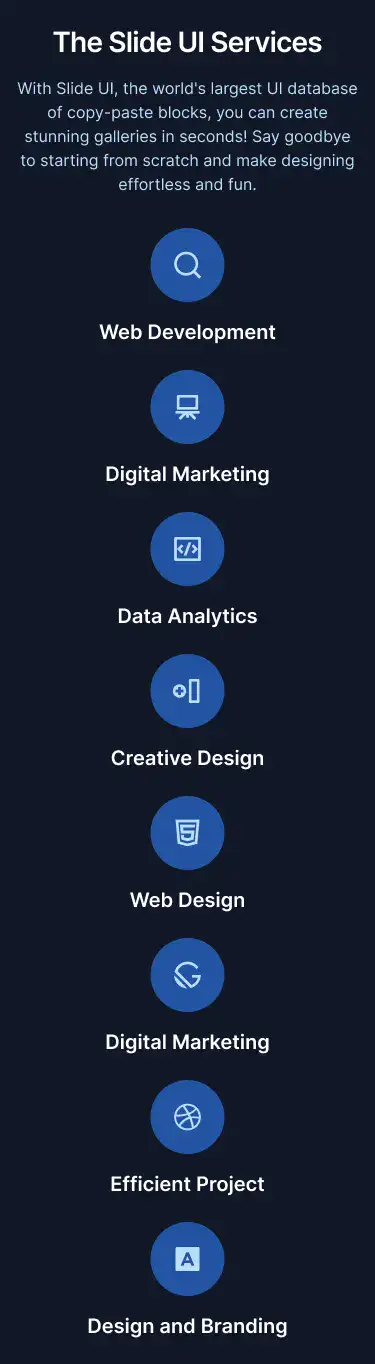 The Slide UI Services
With Slide UI, the world's largest UI database
of copy-paste blocks, you can create
stunning galleries in seconds! Say goodbye
to starting from scratch and make designing
effortless and fun.
Web Development
Digital Marketing
Data Analytics
Creative Design
Web Design
Digital Marketing
Efficient Project
A
Design and Branding